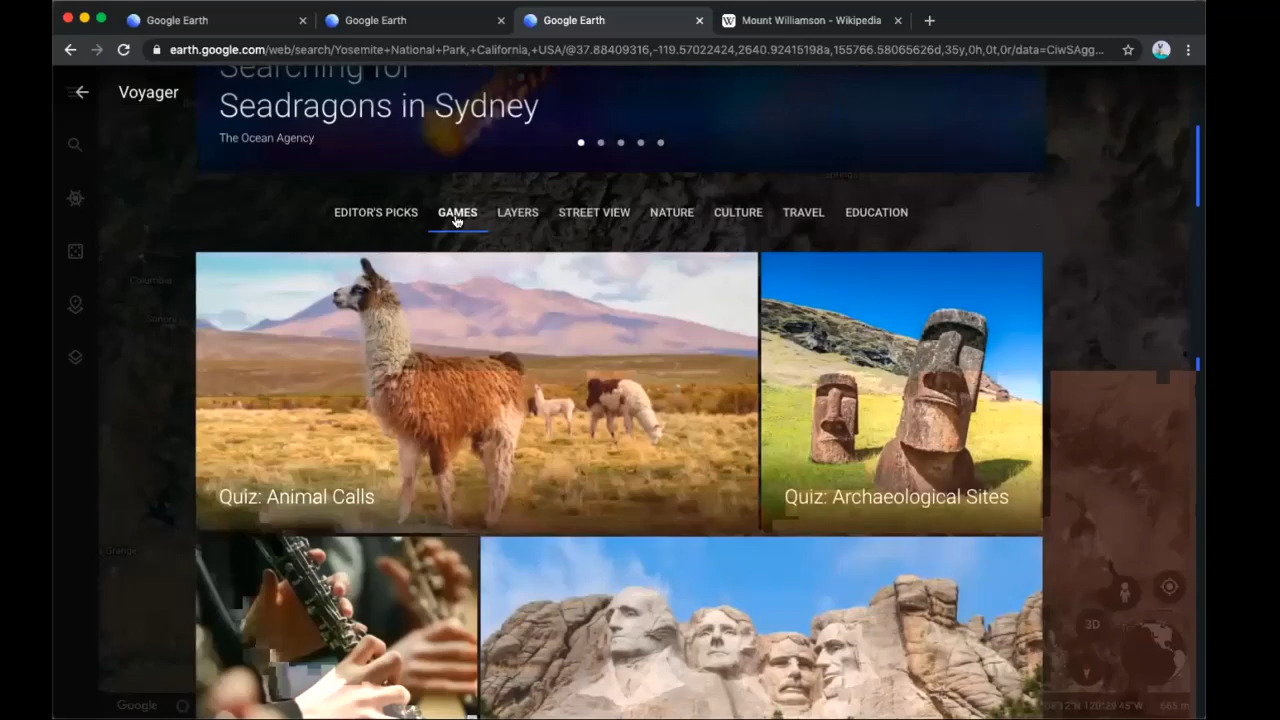 Google Earth
Google Earth
Google Earth
Mount Williamson - Wikipedia
earth.google.com/web/search/Yosemite+National+Park,+California,+USA/@37.88409316,-119.57022424,2640.92415198a,155766.58065626d,35y,0h,0t,0r/data=CiwSAgg...
Voyager
Searching for
Seadragons in Sydney
The Ocean Agency
EDITOR'S PICKS
GAMES
LAYERS
STREET VIEW
NATURE
CULTURE
TRAVEL
EDUCATION
Quiz: Animal Calls
Quiz: Archaeological Sites
3D
Google
665 m